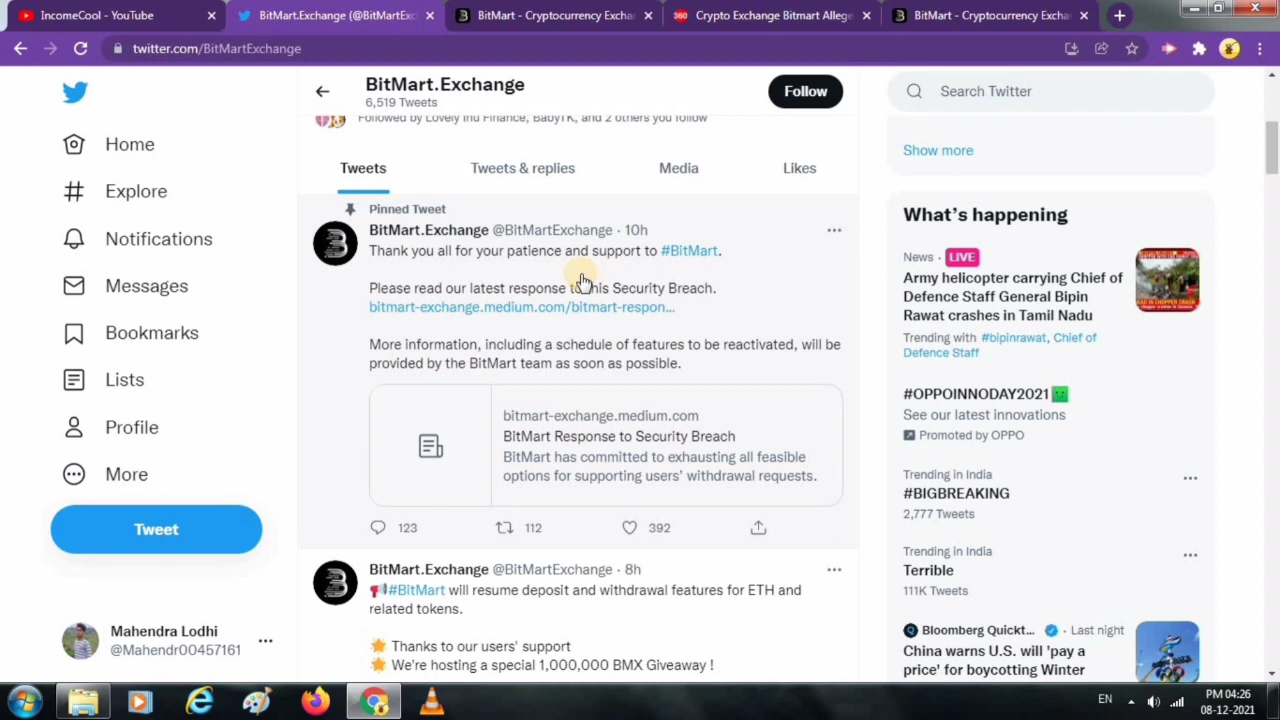 IncomeCool - YouTube
BitMart.Exchange (@BitMartExc
BitMart - Cryptocurrency Exchan
360 Crypto Exchange Bitmart Allege
BitMart - Cryptocurrency Exchan
twitter.com/BitMartExchange
BitMart.Exchange
6,519 Tweets
Follow
Search Twitter
Followed by Lovely Inu Finance, BabyTK, and 2 others you follow
Home
Explore
Notifications
Messages
Bookmarks
Lists
Profile
More
Tweet
Mahendra Lodhi
@Mahendr00457161
Tweets
Tweets & replies
Media
Likes
Pinned Tweet
BitMart.Exchange @BitMartExchange · 10h
Thank you all for your patience and support to #BitMart.
Please read our latest response to this Security Breach.
bitmart-exchange.medium.com/bitmart-respon…
More information, including a schedule of features to be reactivated, will be
provided by the BitMart team as soon as possible.
bitmart-exchange.medium.com
BitMart Response to Security Breach
BitMart has committed to exhausting all feasible
options for supporting users' withdrawal requests.
123
112
392
BitMart.Exchange @BitMartExchange · 8h
#BitMart will resume deposit and withdrawal features for ETH and
related tokens.
Thanks to our users' support
We're hosting a special 1,000,000 BMX Giveaway !
Show more
What's happening
News · LIVE
Army helicopter carrying Chief of
Defence Staff General Bipin
Rawat crashes in Tamil Nadu
Trending with #bipinrawat, Chief of
Defence Staff
#OPPOINNODAY2021
See our latest innovations
Promoted by OPPO
Trending in India
#BIGBREAKING
2,777 Tweets
Trending in India
Terrible
111K Tweets
Bloomberg Quickt... · Last night
China warns U.S. will 'pay a
price' for boycotting Winter
EN
PM 04:26
08-12-2021